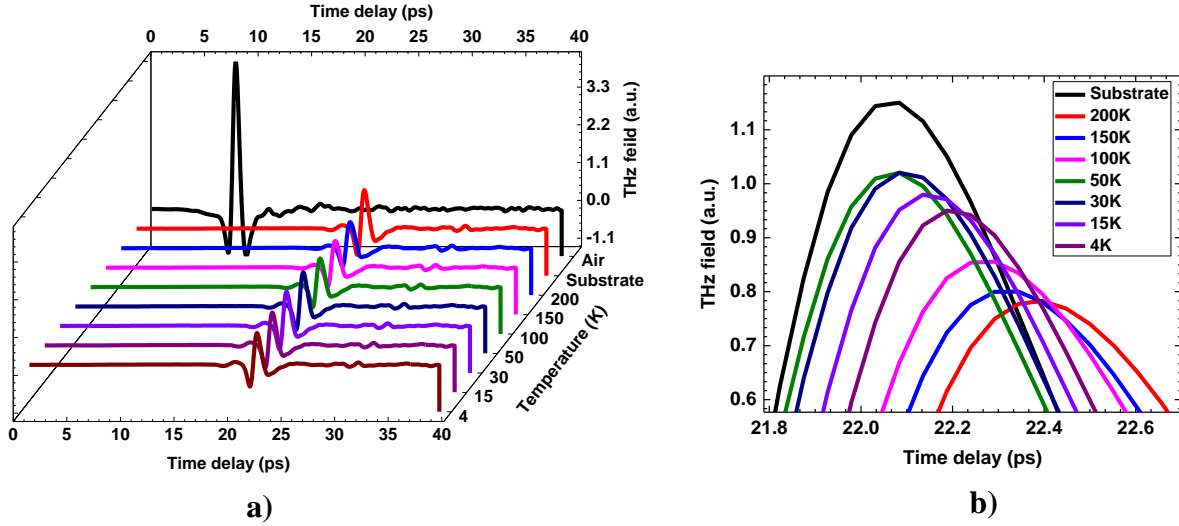 Time delay (ps)
0 5 10 15 20 25 30 35 40
3.3
2.2
1.1
0.0
-1.1
THz feild (a.u.)
Air
Substrate
200
150
100
50
30
15
4
Temperature (K)
0 5 10 15 20 25 30 35 40
Time delay (ps)
a)
1.1
1.0
0.9
0.8
0.7
0.6
THz field (a.u.)
Substrate
200K
150K
100K
50K
30K
15K
4K
21.8 22.0 22.2 22.4 22.6
Time delay (ps)
b)